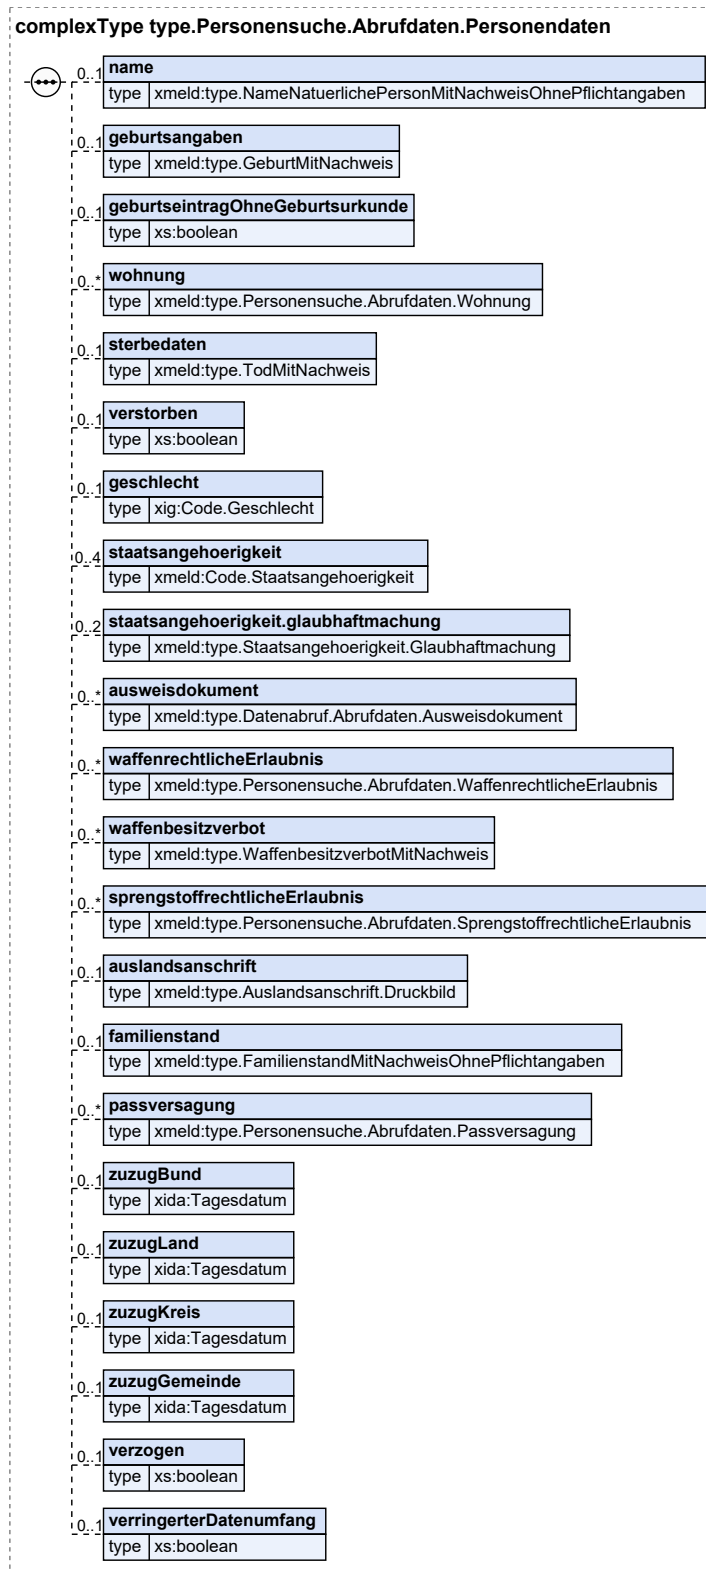 complexType type.Personensuche.Abrufdaten.Personendaten
0..1 name
type xmeld:type.NameNatuerlichePersonMitNachweisOhnePflichtangaben
0..1 geburtsangaben
type xmeld:type.GeburtMitNachweis
0..1 geburtseintragOhneGeburtsurkunde
type xs:boolean
0..* wohnung
type xmeld:type.Personensuche.Abrufdaten.Wohnung
0..1 sterbedaten
type xmeld:type.TodMitNachweis
0..1 verstorben
type xs:boolean
0..1 geschlecht
type xig:Code.Geschlecht
0..4 staatsangehoerigkeit
type xmeld:Code.Staatsangehoerigkeit
0..2 staatsangehoerigkeit.glaubhaftmachung
type xmeld:type.Staatsangehoerigkeit.Glaubhaftmachung
0..* ausweisdokument
type xmeld:type.Datenabruf.Abrufdaten.Ausweisdokument
0..* waffenrechtlicheErlaubnis
type xmeld:type.Personensuche.Abrufdaten.WaffenrechtlicheErlaubnis
0..* waffenbesitzverbot
type xmeld:type.WaffenbesitzverbotMitNachweis
0..* sprengstoffrechtlicheErlaubnis
type xmeld:type.Personensuche.Abrufdaten.SprengstoffrechtlicheErlaubnis
0..1 auslandsanschrift
type xmeld:type.Auslandsanschrift.Druckbild
0..1 familienstand
type xmeld:type.FamilienstandMitNachweisOhnePflichtangaben
0..* passversagung
type xmeld:type.Personensuche.Abrufdaten.Passversagung
0..1 zuzugBund
type xida:Tagesdatum
0..1 zuzugLand
type xida:Tagesdatum
0..1 zuzugKreis
type xida:Tagesdatum
0..1 zuzugGemeinde
type xida:Tagesdatum
0..1 verzogen
type xs:boolean
0..1 verringerterDatenumfang
type xs:boolean